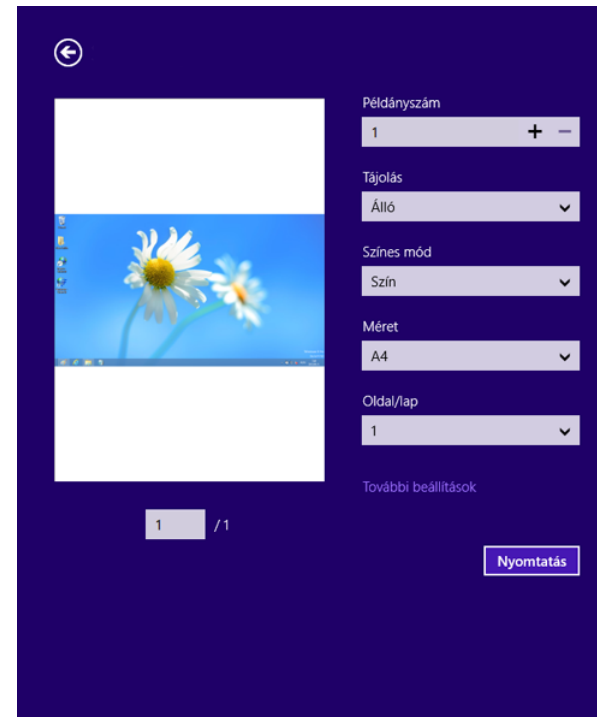 Példányszám
1
Tájolás
Álló
Színes mód
Szín
Méret
A4
Oldal/lap
1
További beállítások
1 / 1
Nyomtatás